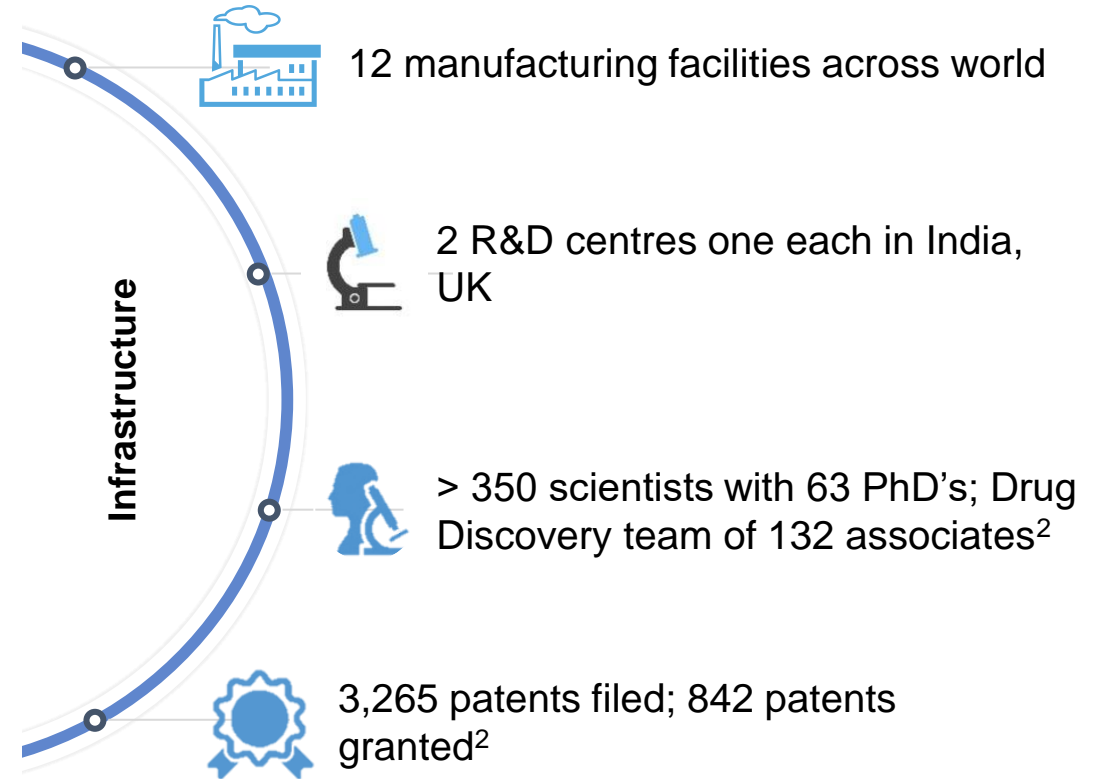 12 manufacturing facilities across world
2 R&D centres one each in India,
UK
Infrastructure
> 350 scientists with 63 PhD’s; Drug
Discovery team of 132 associates²
3,265 patents filed; 842 patents
granted²